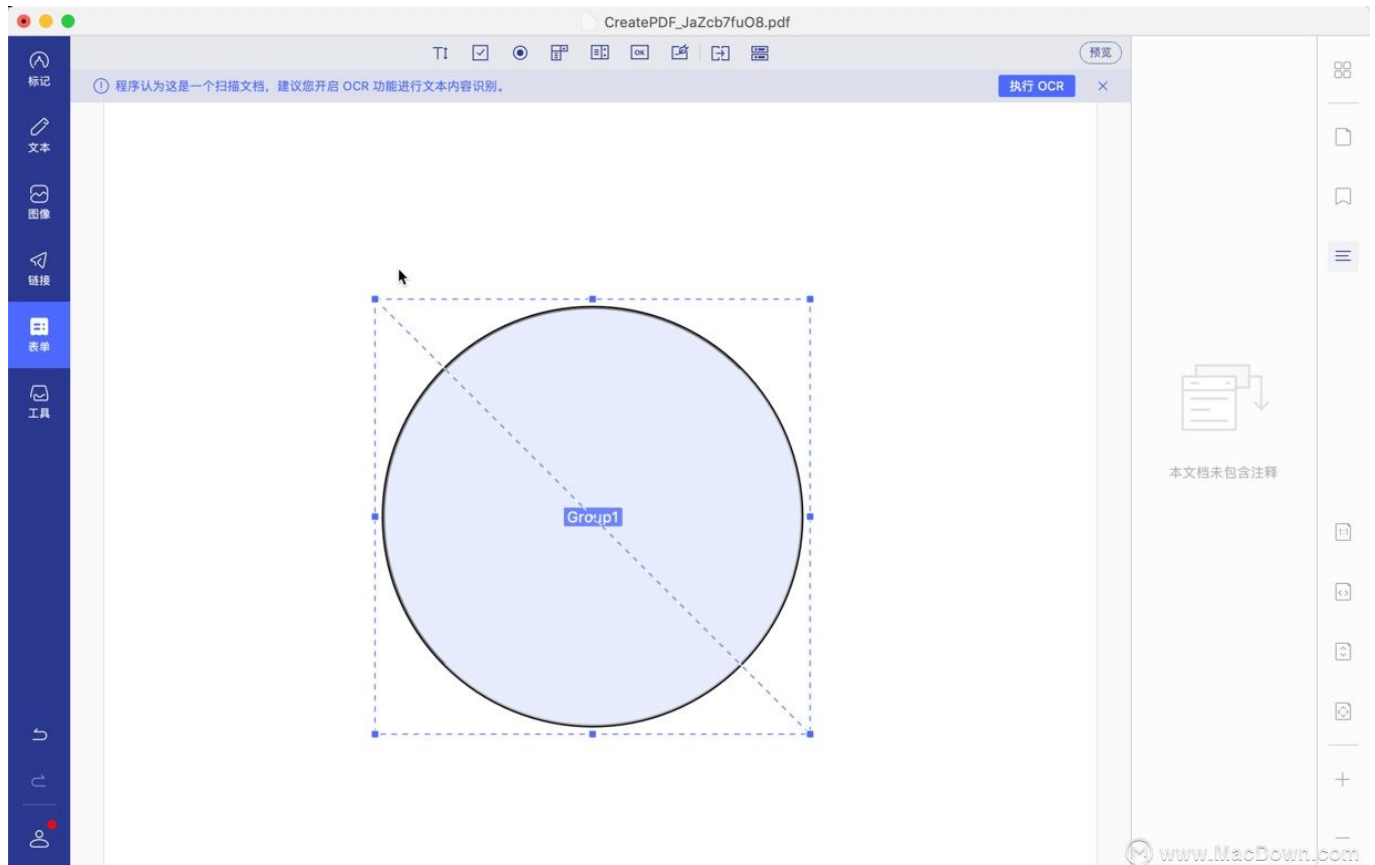 CreatePDF_JaZcb7fuO8.pdf
标记
文本
图像
链接
表单
工具
OK
预览
程序认为这是一个扫描文档，建议您开启 OCR 功能进行文本内容识别。
执行 OCR
Group1
本文档未包含注释
1:1
www.MacDown.com